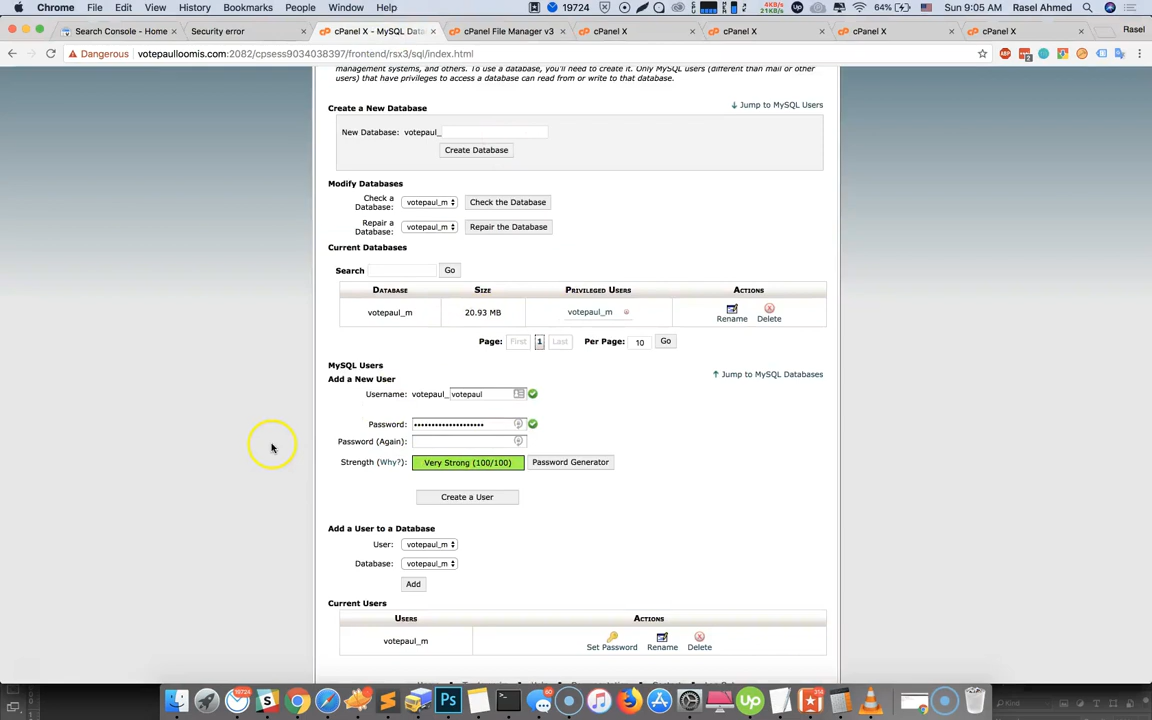 Chrome File Edit View History Bookmarks People Window Help 19724 4KB/s 21KB/s 64% Sun 9:05 AM Rasel Ahmed
Search Console - Home Security error cPanel X - MySQL Data cPanel File Manager v3 cPanel X cPanel X cPanel X cPanel X Rasel
Dangerous votepaulloomis.com:2082/cpsess9034038397/frontend/rsx3/sql/index.html
management systems, and others. To use a database, you'll need to create it. Only MySQL users (different than mail or other
users) that have privileges to access a database can read from or write to that database.
Create a New Database Jump to MySQL Users
New Database: votepaul_
Create Database
Modify Databases
Check a Database: votepaul_m Check the Database
Repair a Database: votepaul_m Repair the Database
Current Databases
Search Go
Database Size Privileged Users Actions
votepaul_m 20.93 MB votepaul_m Rename Delete
Page: First 1 Last Per Page: 10 Go
MySQL Users
Add a New User Jump to MySQL Databases
Username: votepaul_ votepaul
Password:
Password (Again):
Strength (Why?): Very Strong (100/100) Password Generator
Create a User
Add a User to a Database
User: votepaul_m
Database: votepaul_m
Add
Current Users
Users Actions
votepaul_m Set Password Rename Delete